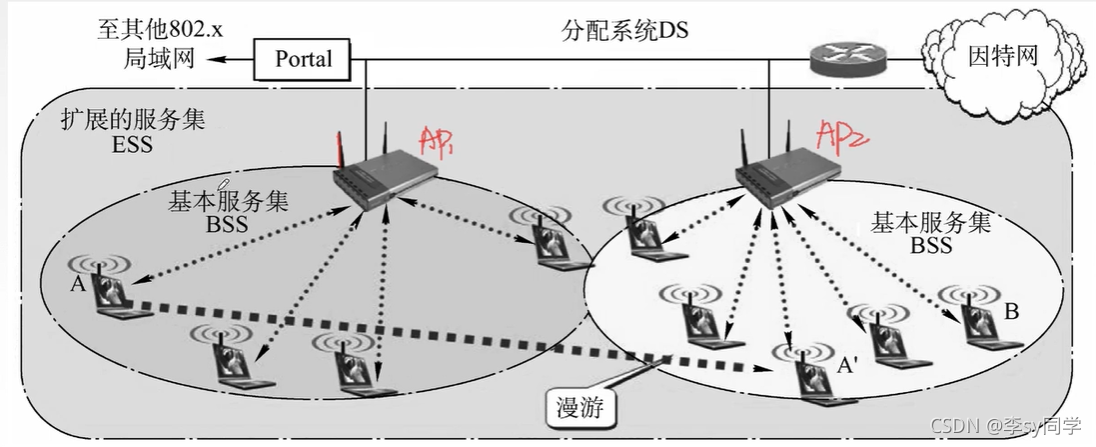 至其他802.x
局域网
Portal
分配系统DS
因特网
扩展的服务集
ESS
AP1
AP2
基本服务集
BSS
基本服务集
BSS
A
B
A'
漫游
CSDN @李sy同学